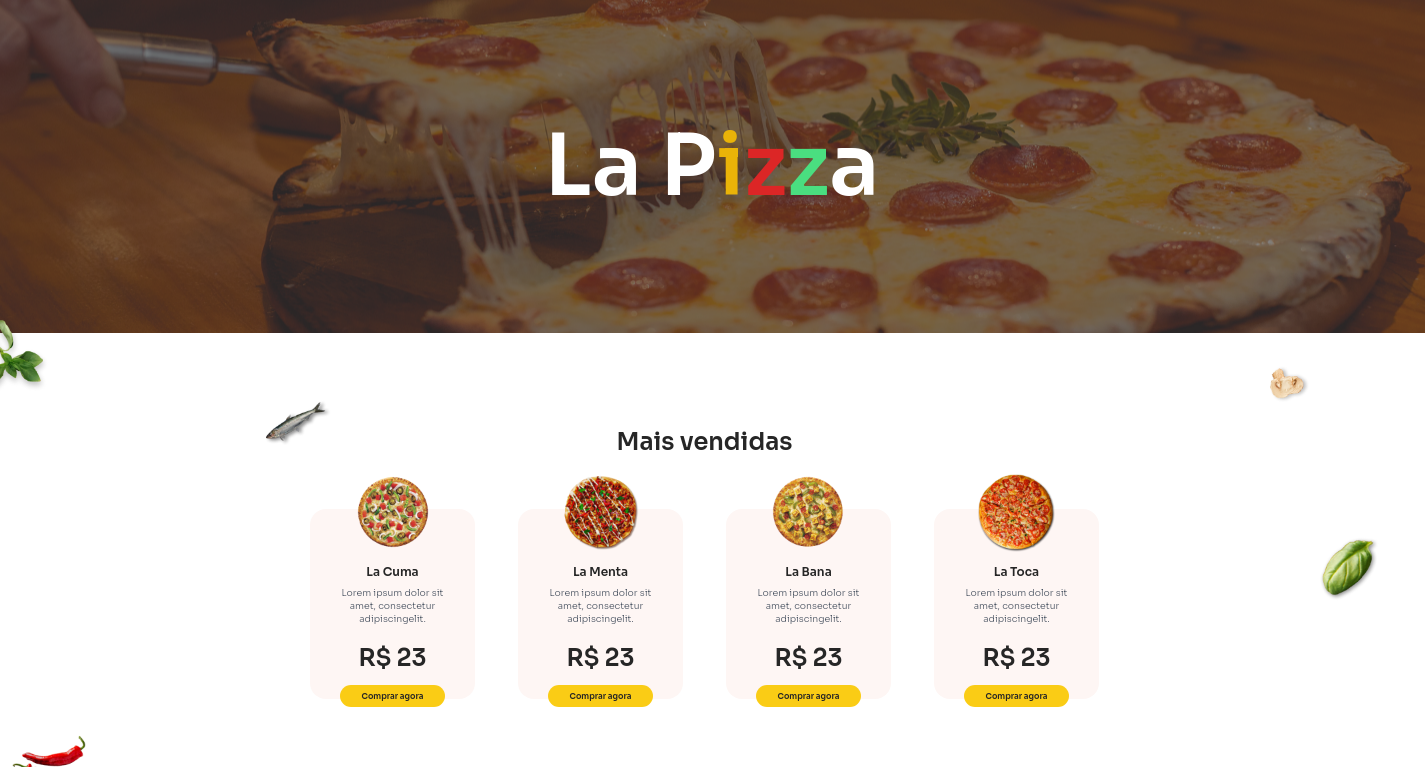 La Pizza
Mais vendidas
La Cuma
Lorem ipsum dolor sit
amet, consectetur
adipiscingelit.
R$ 23
Comprar agora
La Menta
Lorem ipsum dolor sit
amet, consectetur
adipiscingelit.
R$ 23
Comprar agora
La Bana
Lorem ipsum dolor sit
amet, consectetur
adipiscingelit.
R$ 23
Comprar agora
La Toca
Lorem ipsum dolor sit
amet, consectetur
adipiscingelit.
R$ 23
Comprar agora